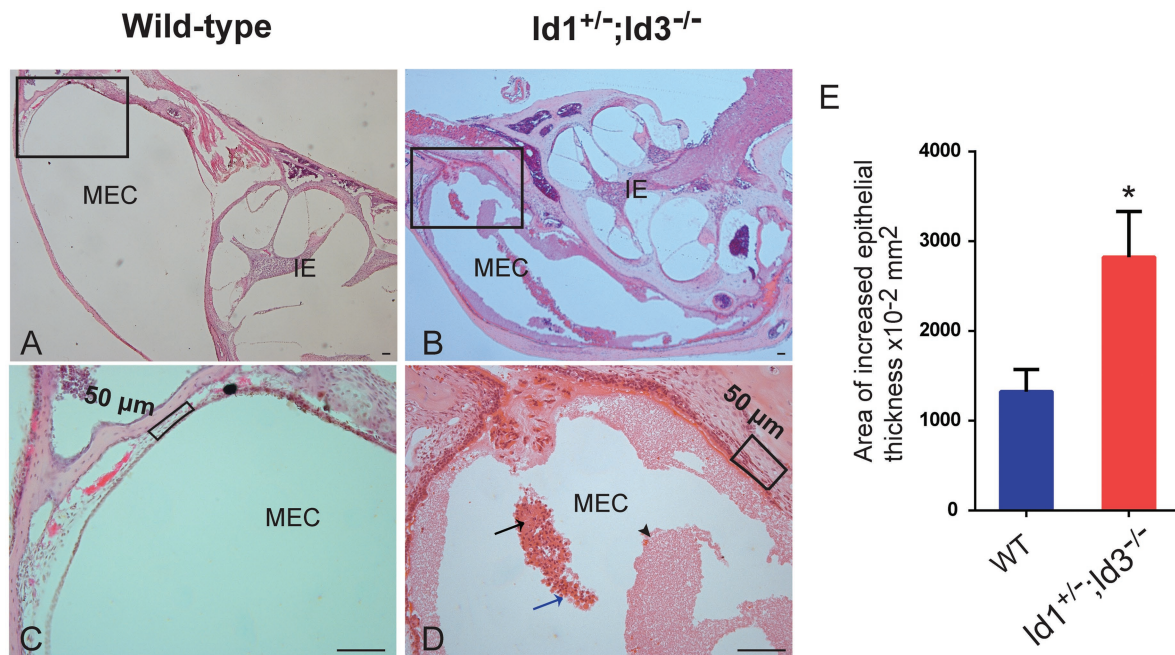 Wild-type
Id1+/-;Id3-/-
MEC
IE
A
IE
MEC
B
50 µm
MEC
C
50 µm
MEC
D
E
Area of increased epithelial
thickness x10-2 mm2
4000
3000
2000
1000
0
*
WT
Id1+/-;Id3-/-